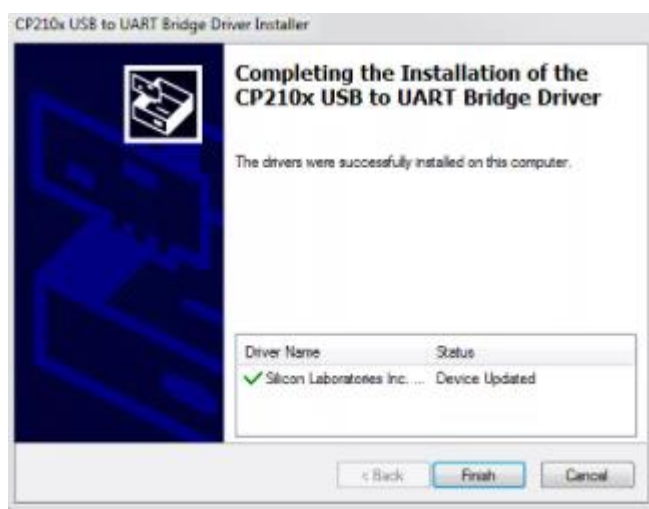 CP210x USB to UART Bridge Driver Installer
Completing the Installation of the
CP210x USB to UART Bridge Driver
The drivers were successfully installed on this computer.
Driver Name Status
Silicon Laboratories Inc. ... Device Updated
< Back Finish Cancel